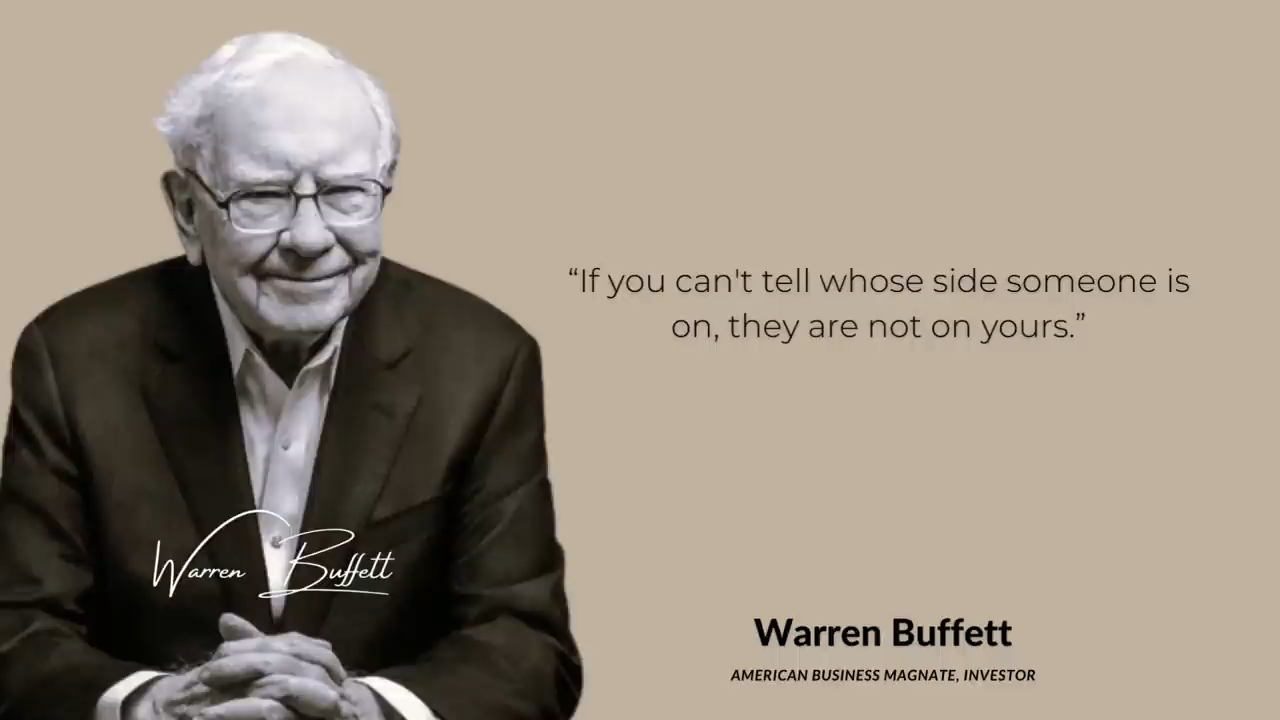 “If you can't tell whose side someone is
on, they are not on yours.”
Warren Buffett
Warren Buffett
AMERICAN BUSINESS MAGNATE, INVESTOR